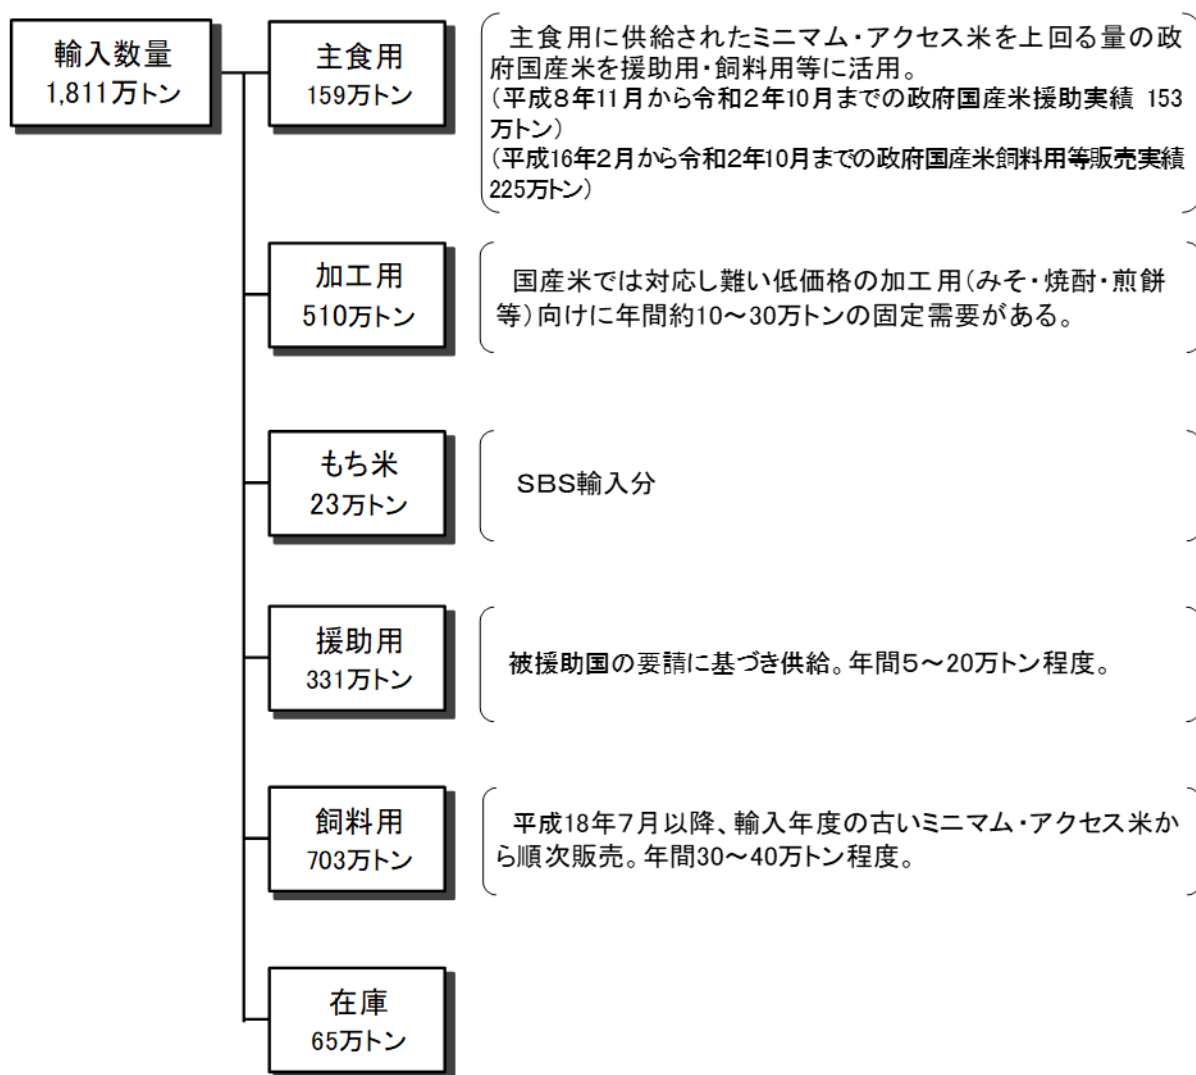 輸入数量
1,811万トン
主食用
159万トン
主食用に供給されたミニマム・アクセス米を上回る量の政
府国産米を援助用・飼料用等に活用。
(平成8年11月から令和2年10月までの政府国産米援助実績 153
万トン)
(平成16年2月から令和2年10月までの政府国産米飼料用等販売実績
225万トン)
加工用
510万トン
国産米では対応し難い低価格の加工用(みそ・焼酎・煎餅
等)向けに年間約10～30万トンの固定需要がある。
もち米
23万トン
SBS輸入分
援助用
331万トン
被援助国の要請に基づき供給。年間5～20万トン程度。
飼料用
703万トン
平成18年7月以降、輸入年度の古いミニマム・アクセス米か
ら順次販売。年間30～40万トン程度。
在庫
65万トン